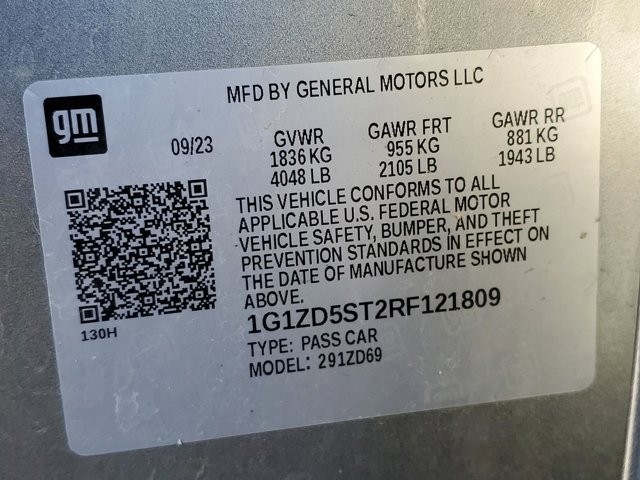 MFD BY GENERAL MOTORS LLC
gm
09/23
GVWR
1836 KG
4048 LB
GAWR FRT
955 KG
2105 LB
GAWR RR
881 KG
1943 LB
THIS VEHICLE CONFORMS TO ALL
APPLICABLE U.S. FEDERAL MOTOR
VEHICLE SAFETY, BUMPER, AND THEFT
PREVENTION STANDARDS IN EFFECT ON
THE DATE OF MANUFACTURE SHOWN
ABOVE.
130H
1G1ZD5ST2RF121809
TYPE: PASS CAR
MODEL: 291ZD69